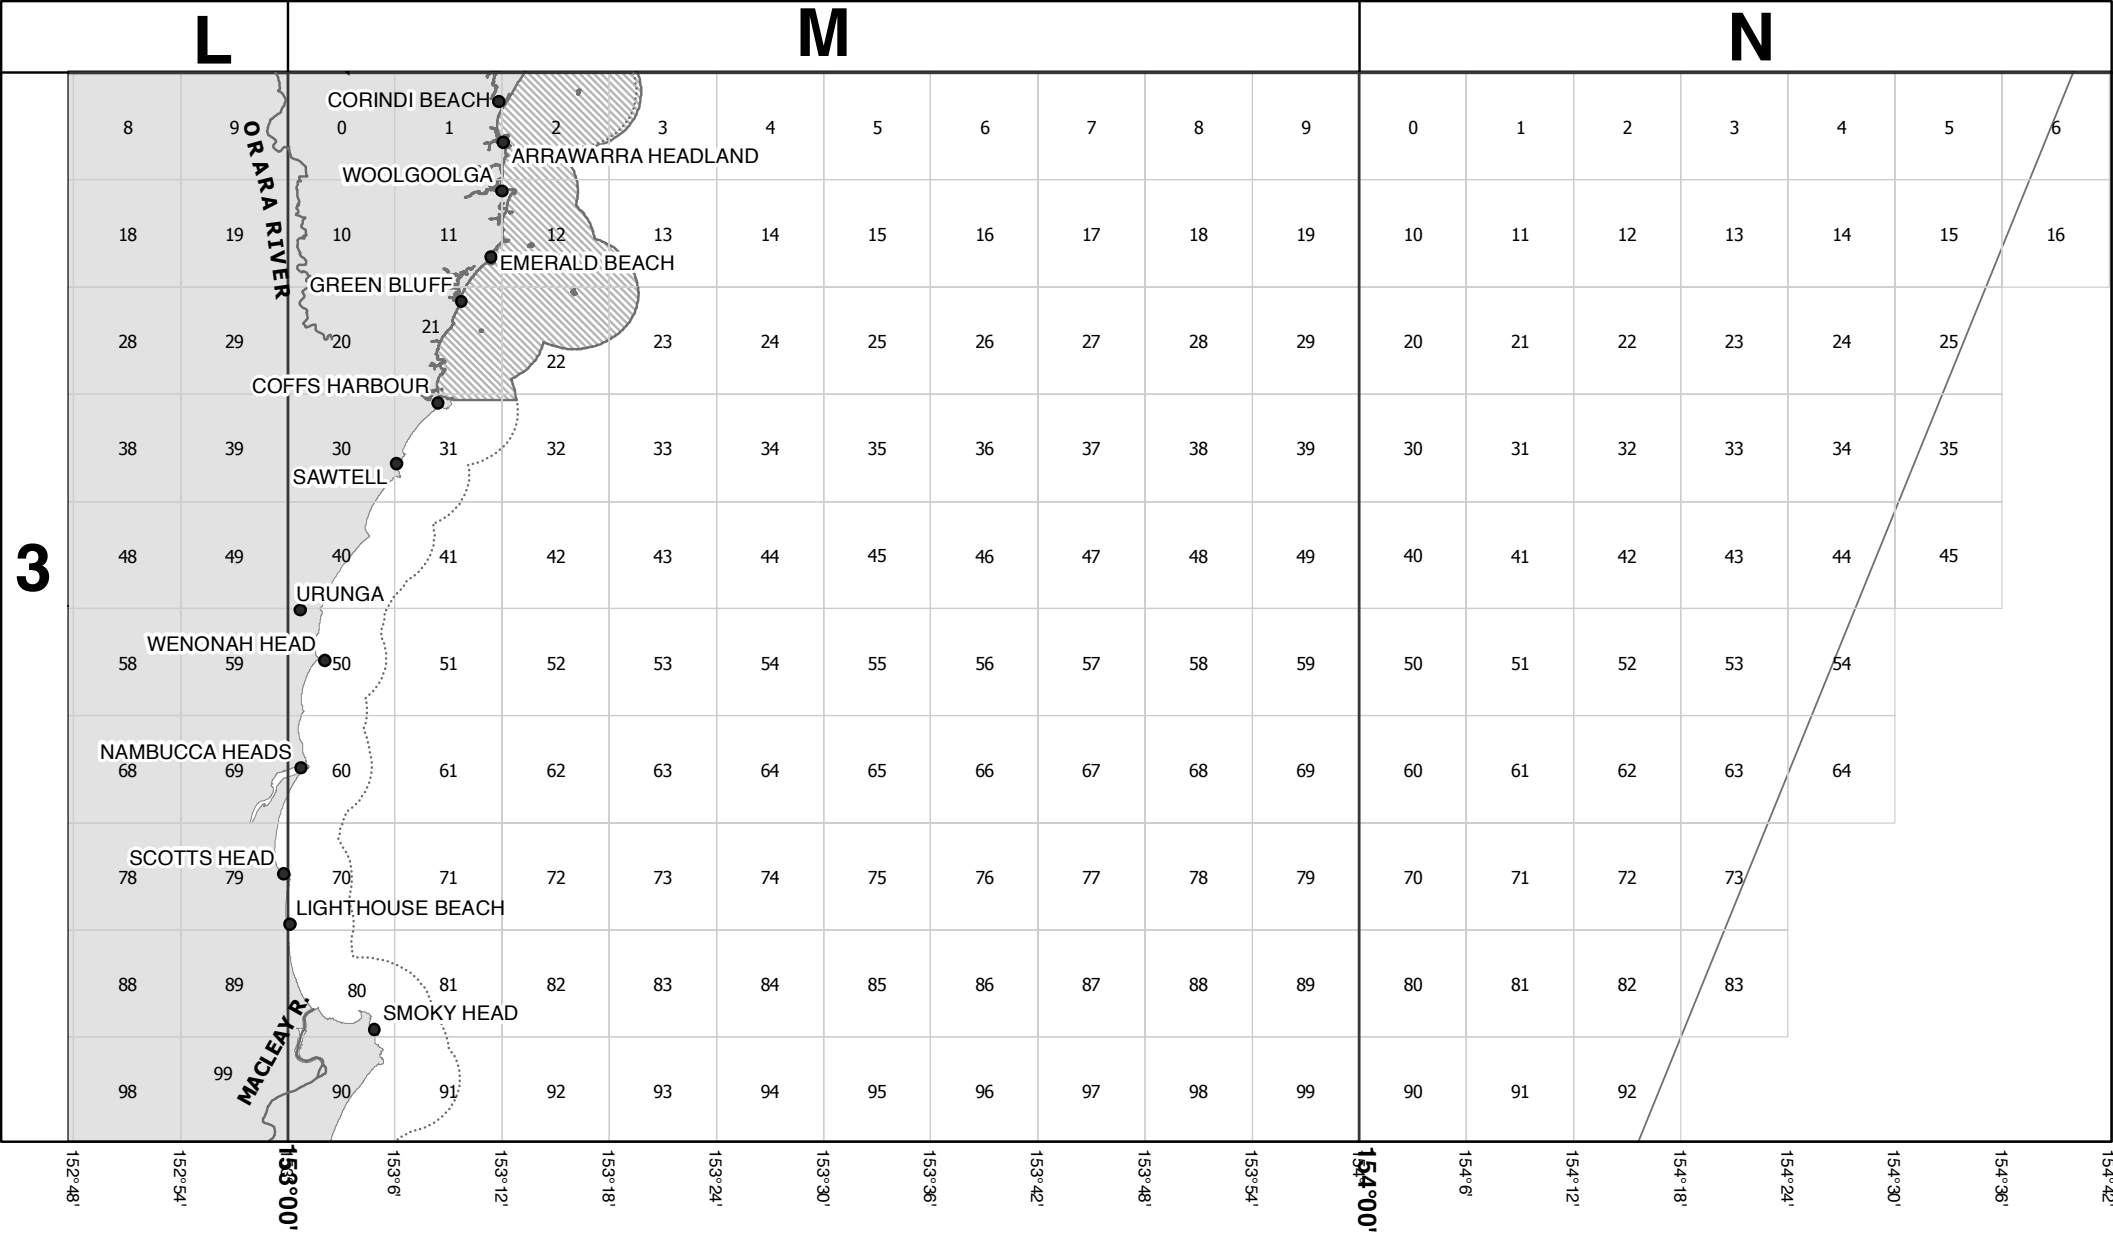 L M N
CORINDI BEACH
8 9 0 1 2 3 4 5 6 7 8 9 0 1 2 3 4 5 6
ORARA RIVER
ARRAWARRA HEADLAND
WOOLGOOLGA
18 19 10 11 12 13 14 15 16 17 18 19 10 11 12 13 14 15 16
EMERALD BEACH
GREEN BLUFF
28 29 20 21 22 23 24 25 26 27 28 29 20 21 22 23 24 25
COFFS HARBOUR
38 39 30 31 32 33 34 35 36 37 38 39 30 31 32 33 34 35
SAWTELL
3
48 49 40 41 42 43 44 45 46 47 48 49 40 41 42 43 44 45
URUNGA
WENONAH HEAD
58 59 50 51 52 53 54 55 56 57 58 59 50 51 52 53 54
NAMBUCCA HEADS
68 69 60 61 62 63 64 65 66 67 68 69 60 61 62 63 64
SCOTTS HEAD
78 79 70 71 72 73 74 75 76 77 78 79 70 71 72 73
LIGHTHOUSE BEACH
88 89 80 81 82 83 84 85 86 87 88 89 80 81 82 83
SMOKY HEAD
MACLEAY R.
98 99 90 91 92 93 94 95 96 97 98 99 90 91 92
152°48' 152°54' 153°00' 153°6' 153°12' 153°18' 153°24' 153°30' 153°36' 153°42' 153°48' 153°54' 154°00' 154°6' 154°12' 154°18' 154°24' 154°30' 154°36' 154°42'